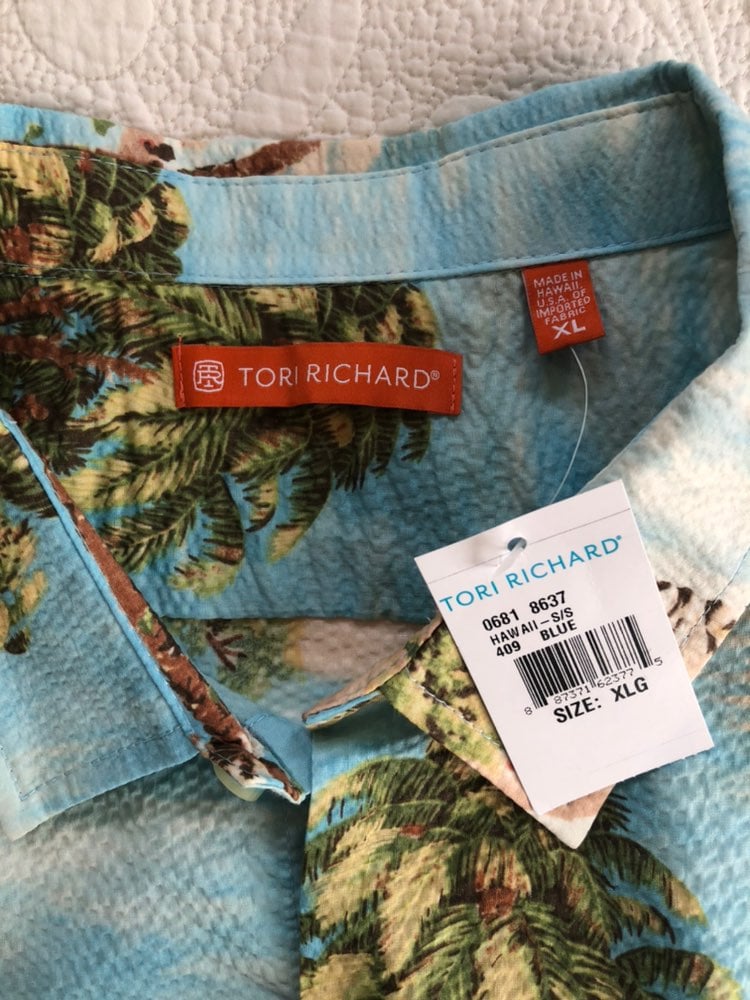 MADE IN
HAWAII,
U.S.A. OF
IMPORTED
FABRIC
XL
TR TORI RICHARD®
TORI RICHARD®
0681 8637
HAWAII-S/S
409 BLUE
8 87371 62377 5
SIZE: XLG